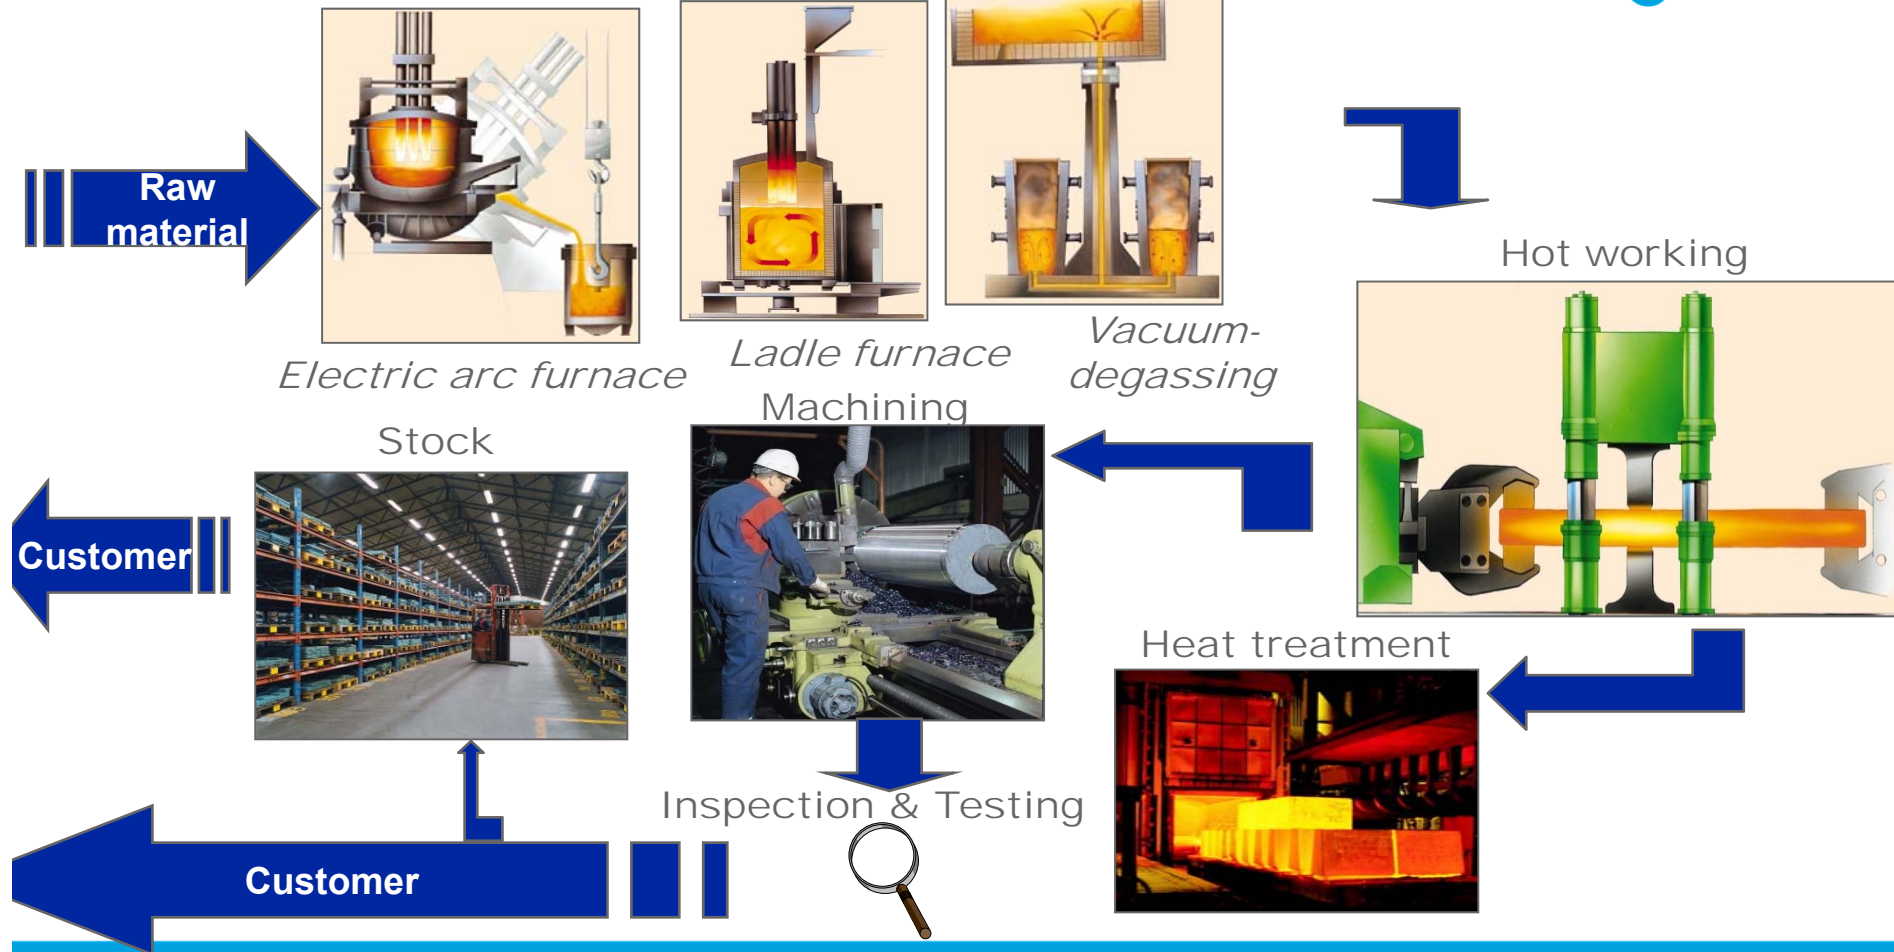 Raw
material
Electric arc furnace
Ladle furnace
Vacuum-
degassing
Hot working
Machining
Stock
Customer
Heat treatment
Inspection & Testing
Customer